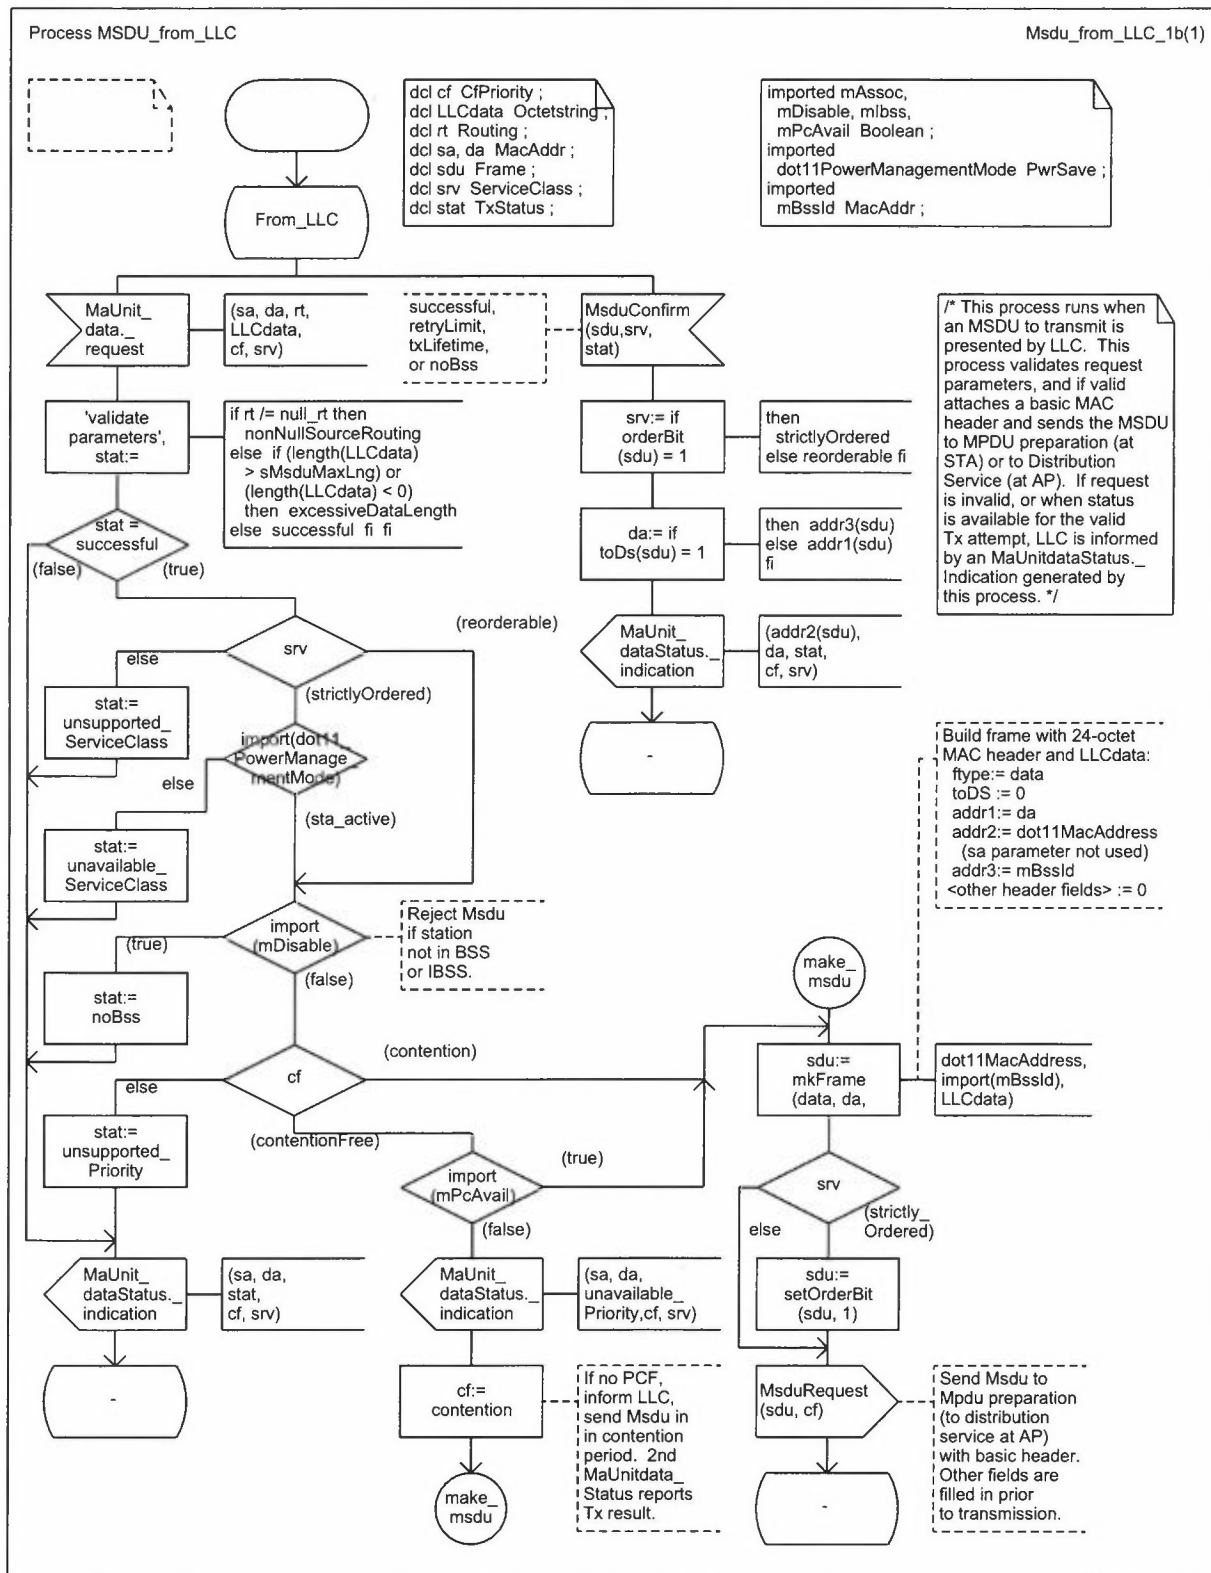 Process MSDU_from_LLC
Msdu_from_LLC_1b(1)
dcl cf CfPriority ;
dcl LLCdata Octetstring ;
dcl rt Routing ;
dcl sa, da MacAddr ;
dcl sdu Frame ;
dcl srv ServiceClass ;
dcl stat TxStatus ;
imported mAssoc,
mDisable, mIbss,
mPcAvail Boolean ;
imported
dot11PowerManagementMode PwrSave ;
imported
mBssId MacAddr ;
From_LLC
MaUnit_
data._
request
(sa, da, rt,
LLCdata,
cf, srv)
successful,
retryLimit,
txLifetime,
or noBss
MsduConfirm
(sdu,srv,
stat)
/* This process runs when
an MSDU to transmit is
presented by LLC. This
process validates request
parameters, and if valid
attaches a basic MAC
header and sends the MSDU
to MPDU preparation (at
STA) or to Distribution
Service (at AP). If request
is invalid, or when status
is available for the valid
Tx attempt, LLC is informed
by an MaUnitdataStatus._
Indication generated by
this process. */
'validate
parameters',
stat:=
if rt /= null_rt then
nonNullSourceRouting
else if (length(LLCdata)
> sMsduMaxLng) or
(length(LLCdata) < 0)
then excessiveDataLength
else successful fi fi
srv:= if
orderBit
(sdu) = 1
then
strictlyOrdered
else reorderable fi
stat =
successful
(false)
(true)
da:= if
toDs(sdu) = 1
then addr3(sdu)
else addr1(sdu)
fi
srv
(reorderable)
else
(strictlyOrdered)
MaUnit_
dataStatus._
indication
(addr2(sdu),
da, stat,
cf, srv)
stat:=
unsupported_
ServiceClass
-
import(dot11_
PowerManage_
mentMode)
else
(sta_active)
Build frame with 24-octet
MAC header and LLCdata:
ftype:= data
toDS := 0
addr1:= da
addr2:= dot11MacAddress
(sa parameter not used)
addr3:= mBssId
<other header fields> := 0
stat:=
unavailable_
ServiceClass
import
(mDisable)
(true)
(false)
Reject Msdu
if station
not in BSS
or IBSS.
stat:=
noBss
make_
msdu
cf
(contention)
else
(contentionFree)
sdu:=
mkFrame
(data, da,
dot11MacAddress,
import(mBssId),
LLCdata)
stat:=
unsupported_
Priority
import
(mPcAvail)
(true)
(false)
srv
else
(strictly_
Ordered)
MaUnit_
dataStatus._
indication
(sa, da,
stat,
cf, srv)
MaUnit_
dataStatus._
indication
(sa, da,
unavailable_
Priority,cf, srv)
sdu:=
setOrderBit
(sdu, 1)
-
cf:=
contention
If no PCF,
inform LLC,
send Msdu in
in contention
period. 2nd
MaUnitdata_
Status reports
Tx result.
MsduRequest
(sdu, cf)
Send Msdu to
Mpdu preparation
(to distribution
service at AP)
with basic header.
Other fields are
filled in prior
to transmission.
make_
msdu
-